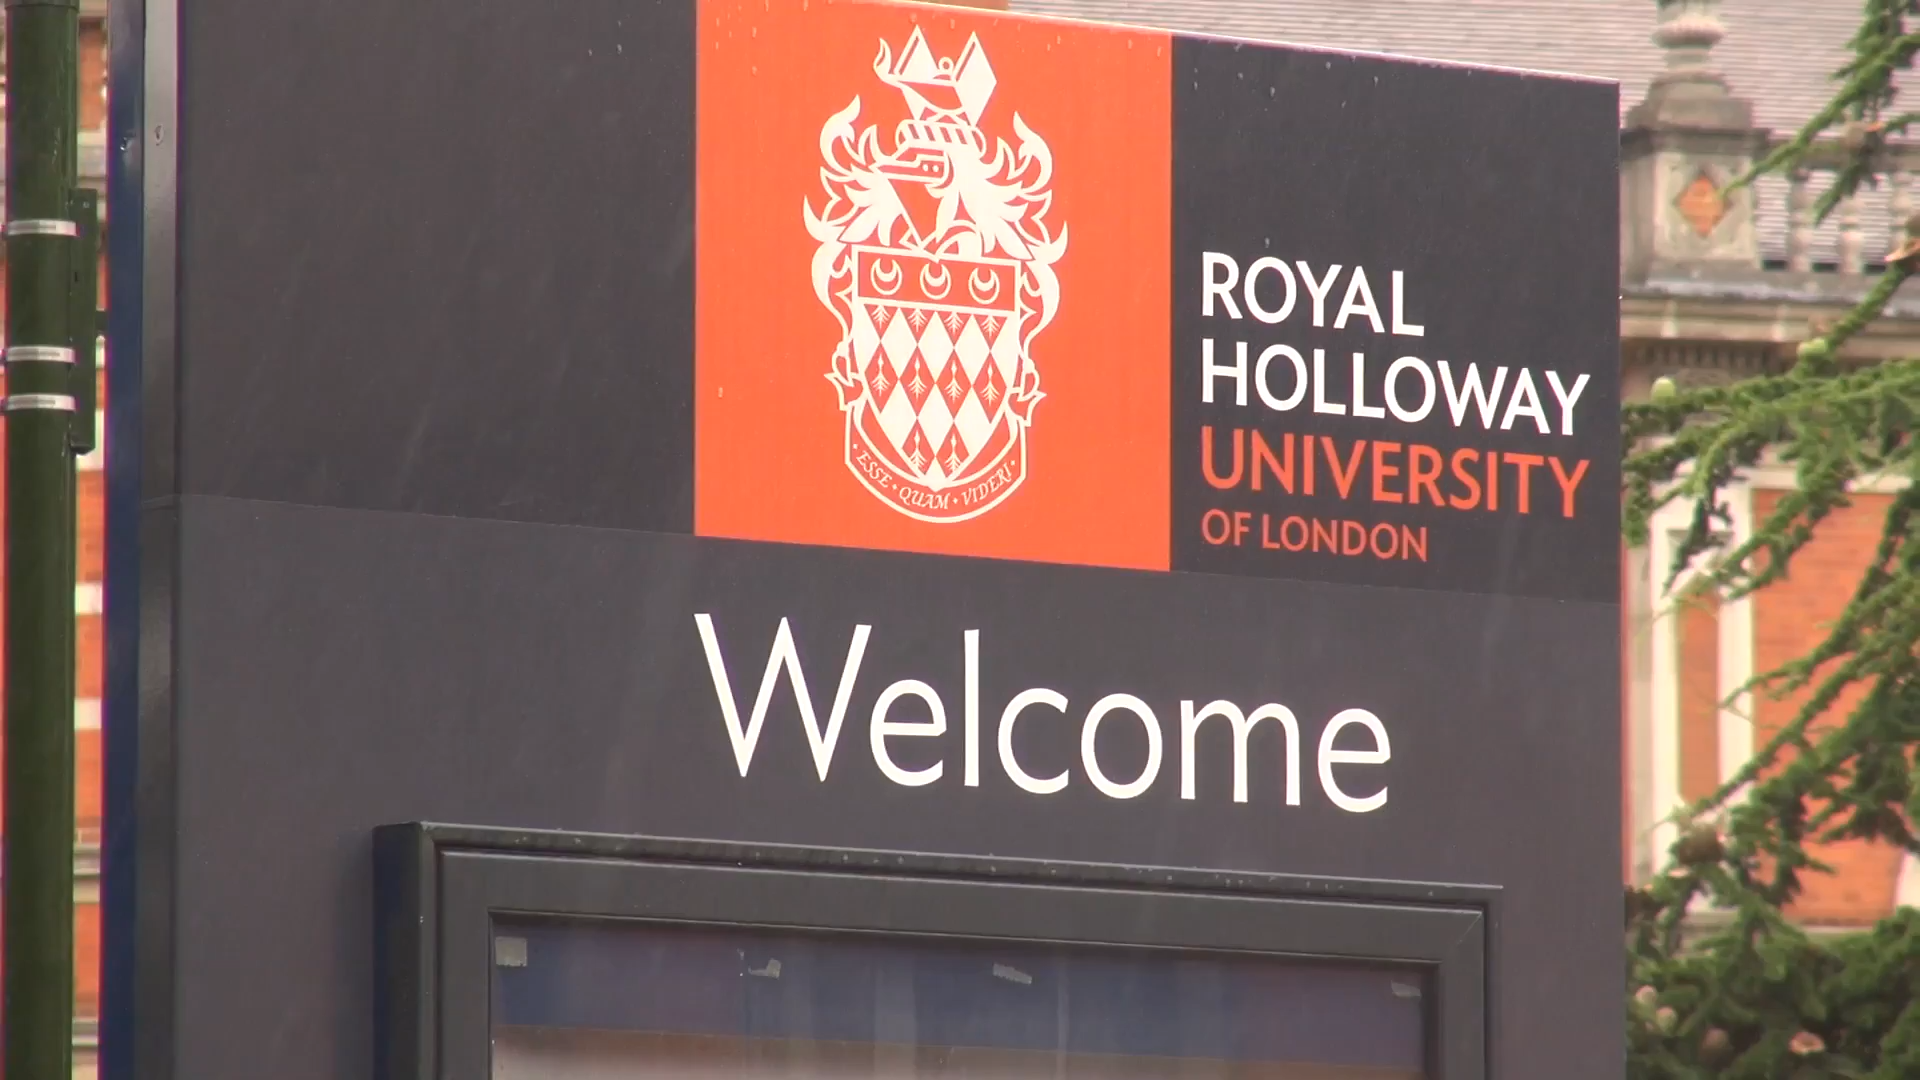 ESSE · QUAM · VIDERI
ROYAL
HOLLOWAY
UNIVERSITY
OF LONDON
Welcome